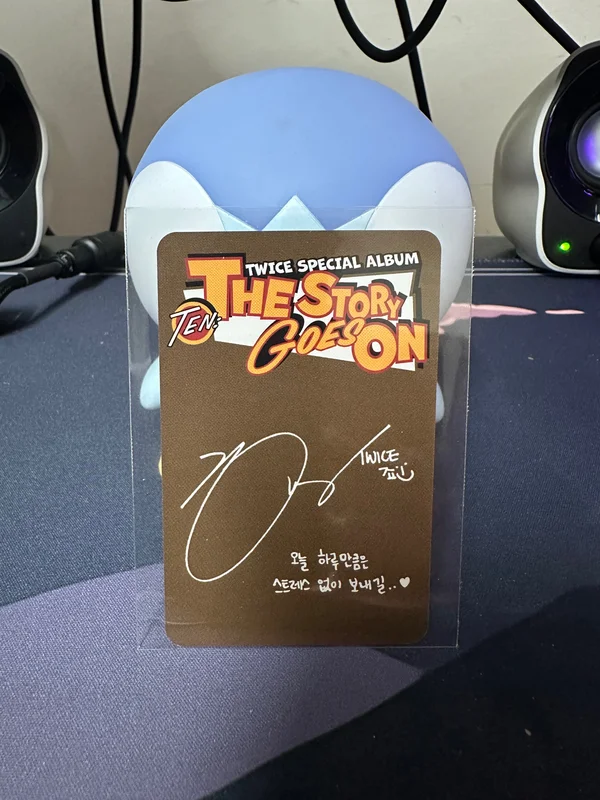 TWICE SPECIAL ALBUM
TEN:
THE STORY
GOES ON
TWICE
오늘 하루만큼은
스트레스 없이 보내길..♥